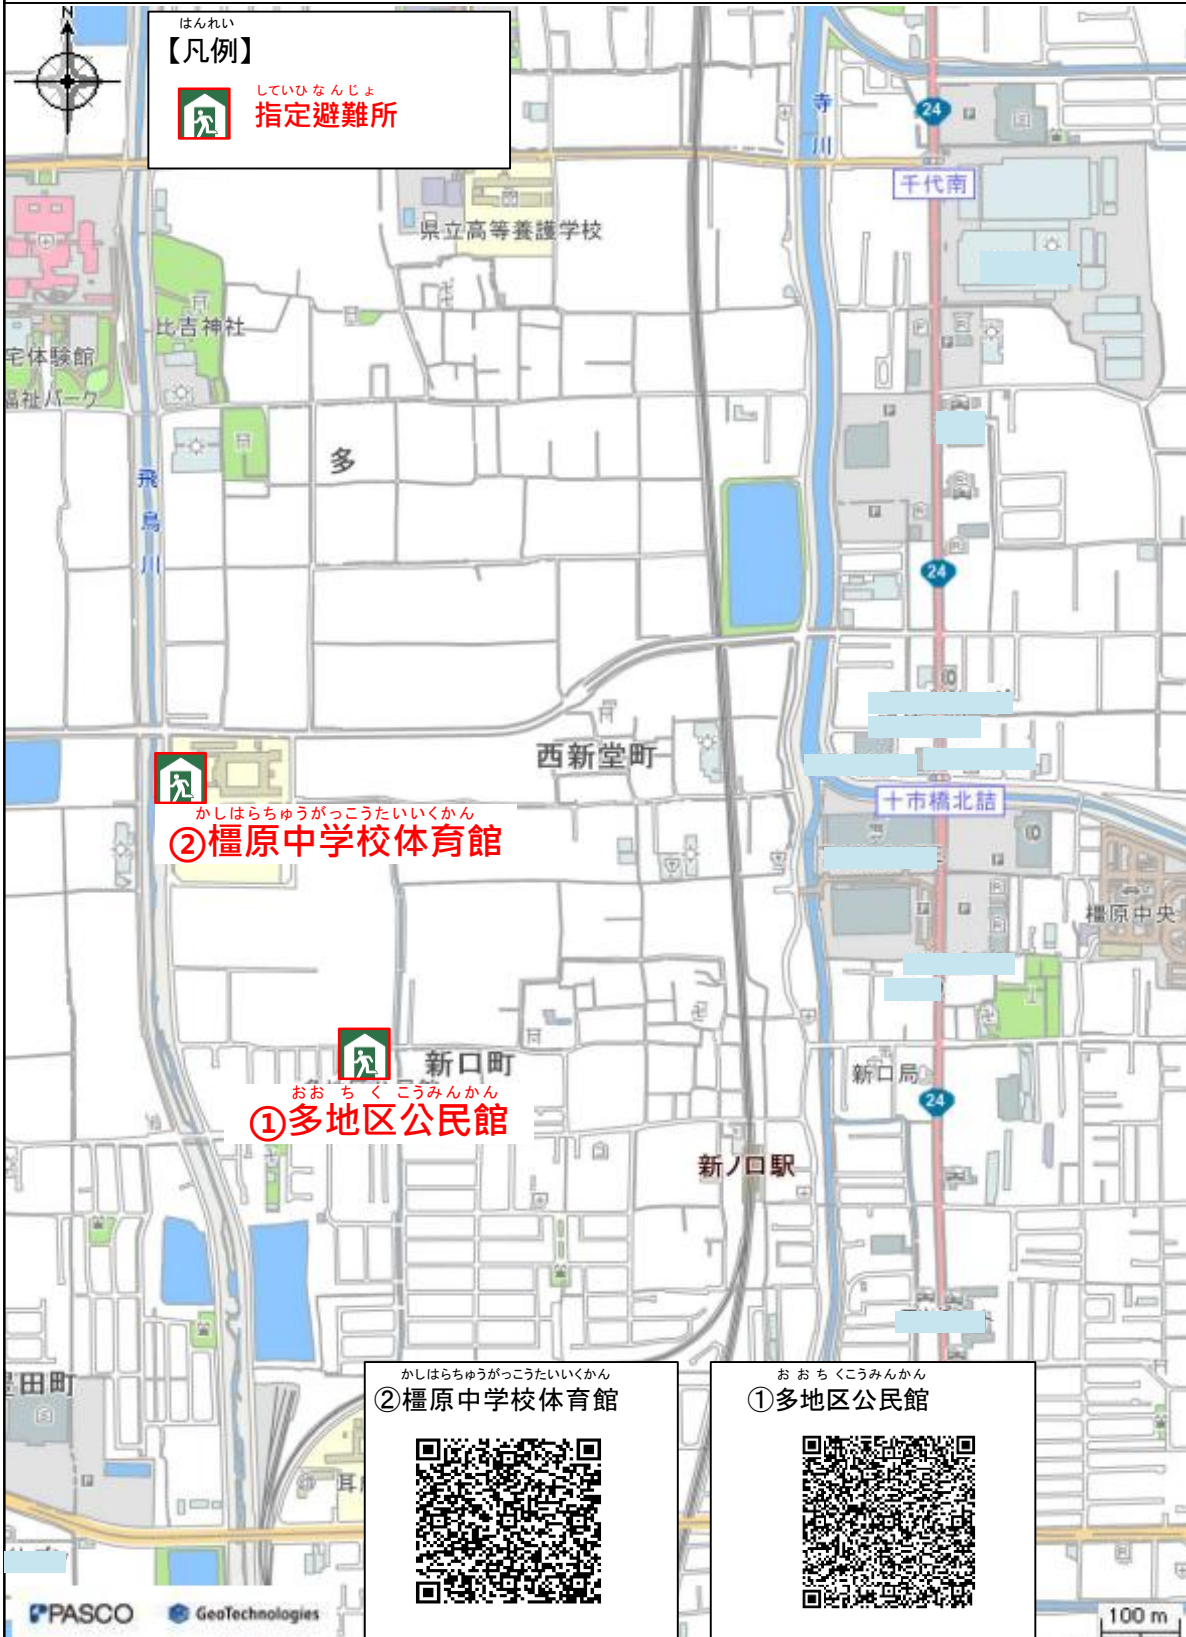 N
はんれい
【凡例】
していひなんじょ
指定避難所
寺川
24
千代南
県立高等養護学校
比吉神社
宅体験館
福祉パーク
多
飛鳥川
24
西新堂町
かしはらちゅうがっこうたいいくかん
②橿原中学校体育館
十市橋北詰
橿原中央
新口町
おおちくこうみんかん
①多地区公民館
新口局
24
新ノ口駅
田町
かしはらちゅうがっこうたいいくかん
②橿原中学校体育館
おおちくこうみんかん
①多地区公民館
耳
PASCO
GeoTechnologies
100 m